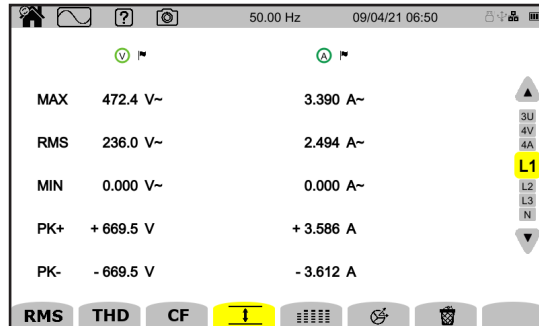 ?
50.00 Hz
09/04/21 06:50
V
A
MAX 472.4 V~ 3.390 A~
RMS 236.0 V~ 2.494 A~
MIN 0.000 V~ 0.000 A~
PK+ + 669.5 V + 3.586 A
PK- - 669.5 V - 3.612 A
3U
4V
4A
L1
L2
L3
N
RMS THD CF